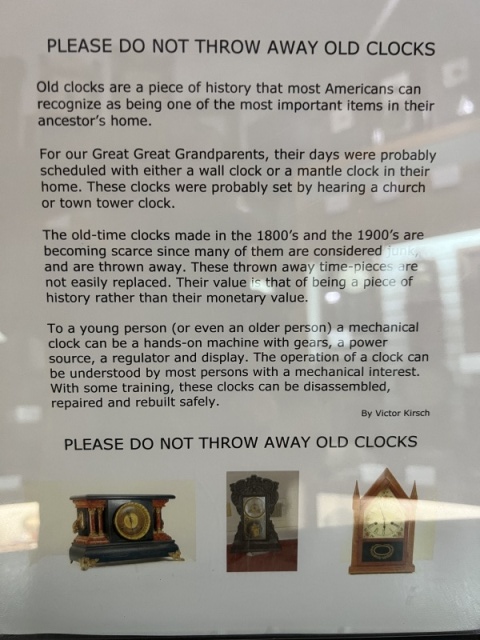 PLEASE DO NOT THROW AWAY OLD CLOCKS
Old clocks are a piece of history that most Americans can
recognize as being one of the most important items in their
ancestor's home.
For our Great Great Grandparents, their days were probably
scheduled with either a wall clock or a mantle clock in their
home. These clocks were probably set by hearing a church
or town tower clock.
The old-time clocks made in the 1800's and the 1900's are
becoming scarce since many of them are considered junk,
and are thrown away. These thrown away time-pieces are
not easily replaced. Their value is that of being a piece of
history rather than their monetary value.
To a young person (or even an older person) a mechanical
clock can be a hands-on machine with gears, a power
source, a regulator and display. The operation of a clock can
be understood by most persons with a mechanical interest.
With some training, these clocks can be disassembled,
repaired and rebuilt safely.
By Victor Kirsch
PLEASE DO NOT THROW AWAY OLD CLOCKS